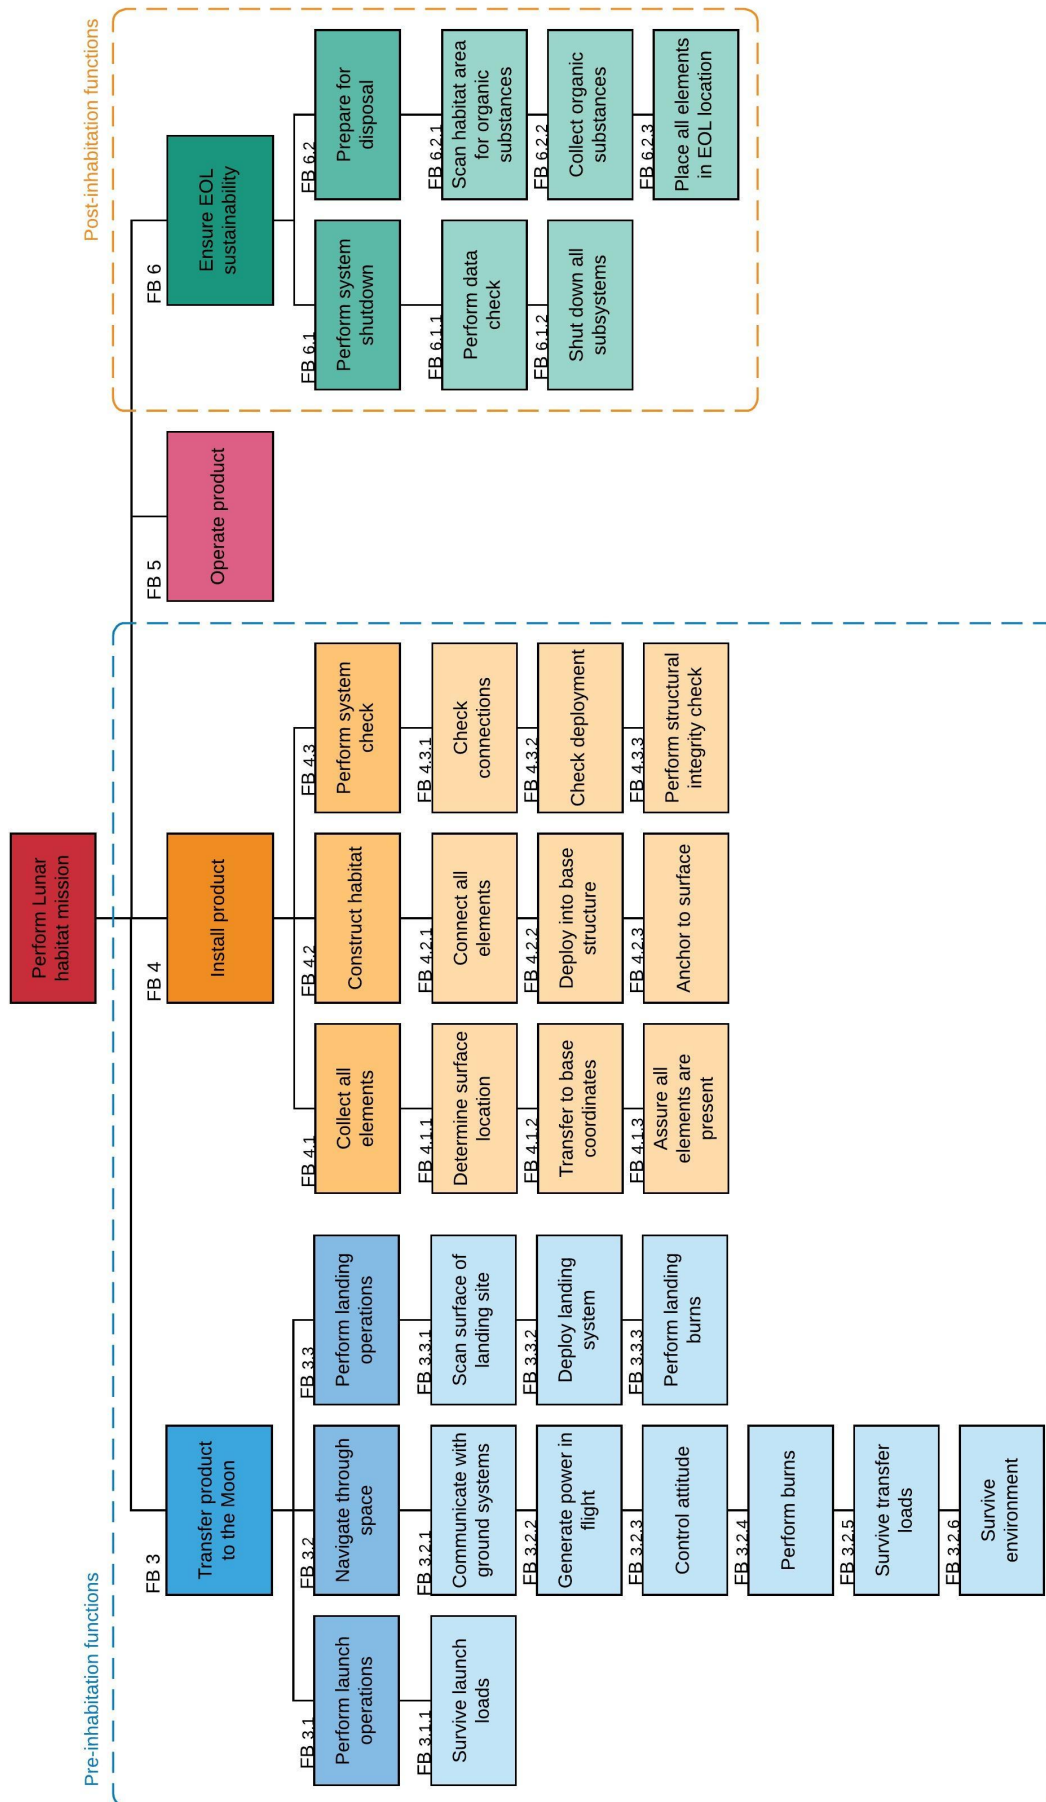 Perform Lunar
habitat mission
Pre-inhabitation functions
FB 3
Transfer product
to the Moon
FB 3.1
Perform launch
operations
FB 3.1.1
Survive launch
loads
FB 3.2
Navigate through
space
FB 3.2.1
Communicate with
ground systems
FB 3.2.2
Generate power in
flight
FB 3.2.3
Control attitude
FB 3.2.4
Perform burns
FB 3.2.5
Survive transfer
loads
FB 3.2.6
Survive
environment
FB 3.3
Perform landing
operations
FB 3.3.1
Scan surface of
landing site
FB 3.3.2
Deploy landing
system
FB 3.3.3
Perform landing
burns
FB 4
Install product
FB 4.1
Collect all
elements
FB 4.1.1
Determine surface
location
FB 4.1.2
Transfer to base
coordinates
FB 4.1.3
Assure all
elements are
present
FB 4.2
Construct habitat
FB 4.2.1
Connect all
elements
FB 4.2.2
Deploy into base
structure
FB 4.2.3
Anchor to surface
FB 4.3
Perform system
check
FB 4.3.1
Check
connections
FB 4.3.2
Check deployment
FB 4.3.3
Perform structural
integrity check
FB 5
Operate product
Post-inhabitation functions
FB 6
Ensure EOL
sustainability
FB 6.1
Perform system
shutdown
FB 6.1.1
Perform data
check
FB 6.1.2
Shut down all
subsystems
FB 6.2
Prepare for
disposal
FB 6.2.1
Scan habitat area
for organic
substances
FB 6.2.2
Collect organic
substances
FB 6.2.3
Place all elements
in EOL location